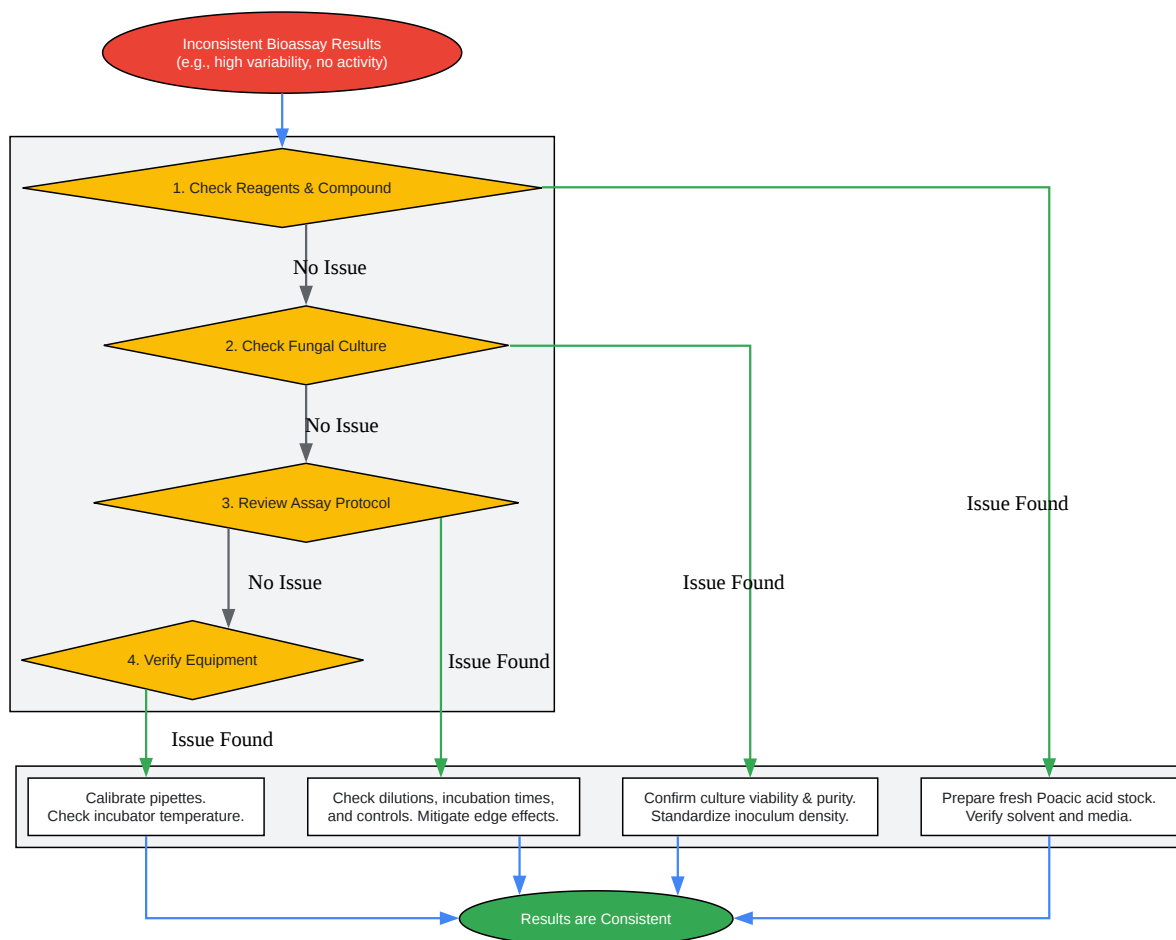 Inconsistent Bioassay Results
(e.g., high variability, no activity)
1. Check Reagents & Compound
No Issue
2. Check Fungal Culture
No Issue
3. Review Assay Protocol
Issue Found
No Issue
Issue Found
4. Verify Equipment
Issue Found
Issue Found
Calibrate pipettes.
Check incubator temperature.
Check dilutions, incubation times,
and controls. Mitigate edge effects.
Confirm culture viability & purity.
Standardize inoculum density.
Prepare fresh Poacic acid stock.
Verify solvent and media.
Results are Consistent